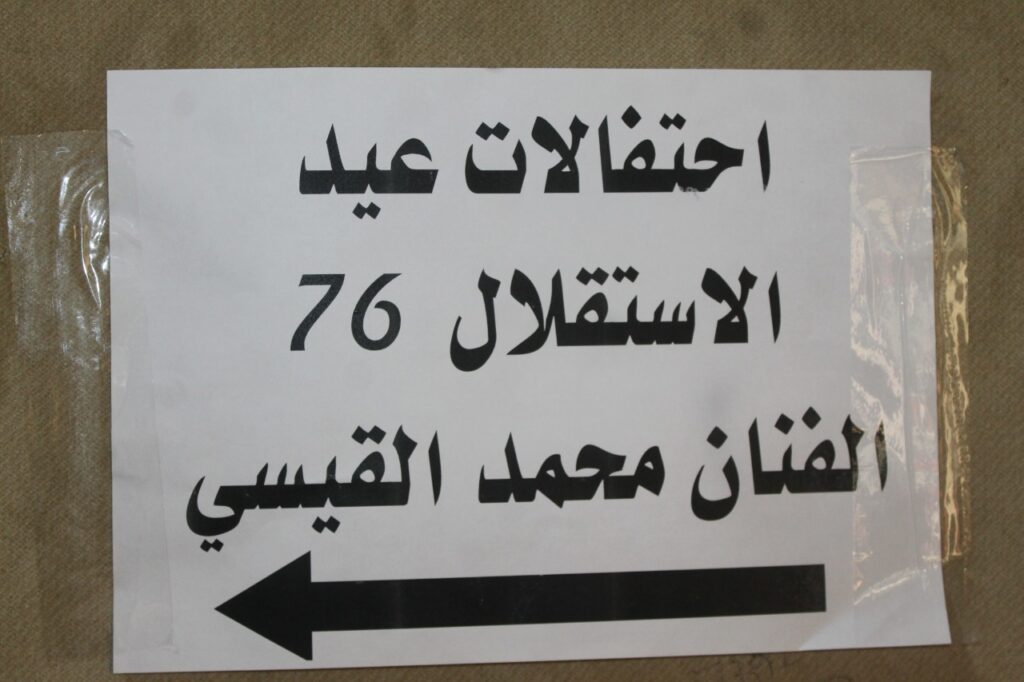 احتفالات عيد
الاستقلال 76
الفنان محمد القيسي